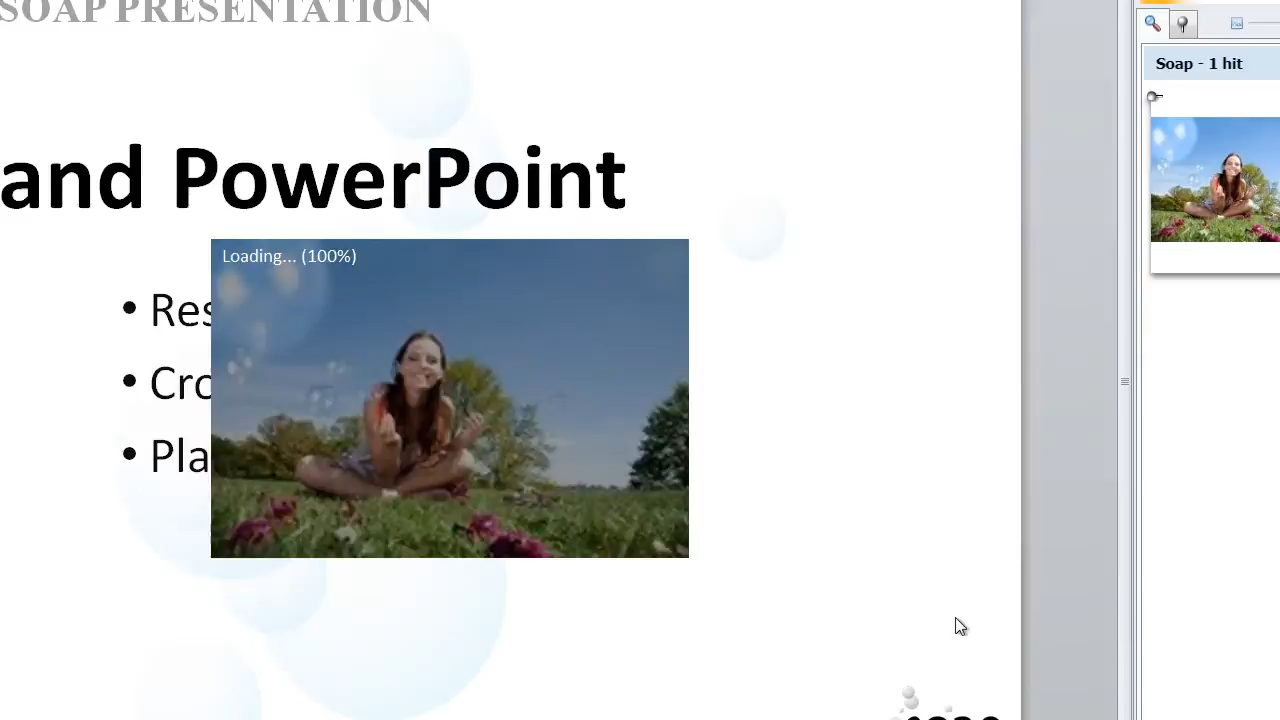 SOAP PRESENTATION
and PowerPoint
Loading... (100%)
• Res
• Cro
• Pla
Soap - 1 hit